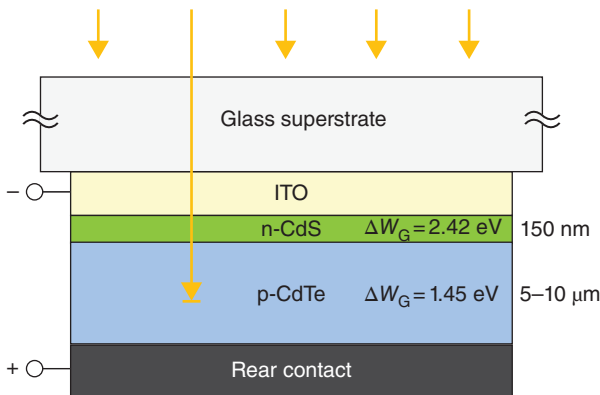 Glass superstrate
− ITO
n-CdS ΔW_G = 2.42 eV 150 nm
p-CdTe ΔW_G = 1.45 eV 5–10 μm
+ Rear contact